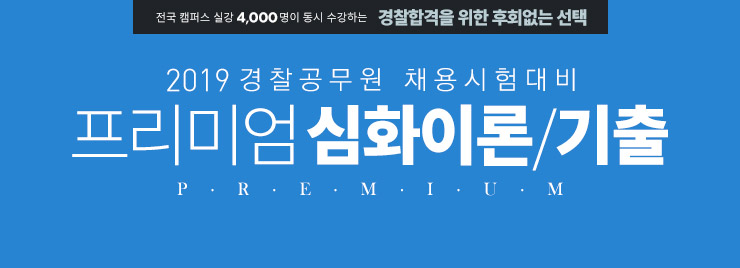 전국 캠퍼스 실강 4,000명이 동시 수강하는 경찰합격을 위한 후회없는 선택
2019 경찰공무원 채용시험대비
프리미엄 심화이론/기출
P·R·E·M·I·U·M